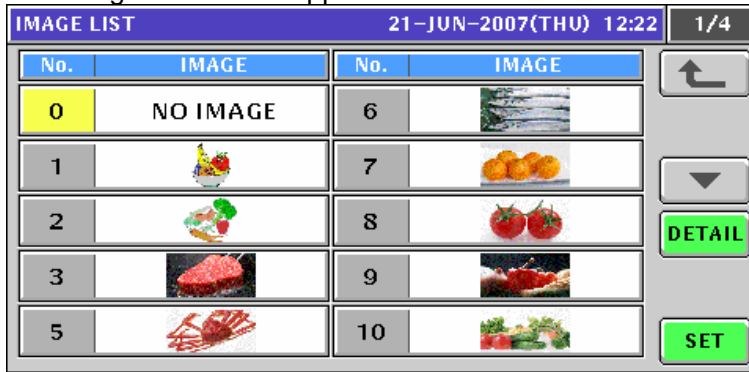 IMAGE LIST 21-JUN-2007(THU) 12:22 1/4
No. IMAGE No. IMAGE
0 NO IMAGE 6
1 7
2 8
DETAIL
3 9
5 10
SET